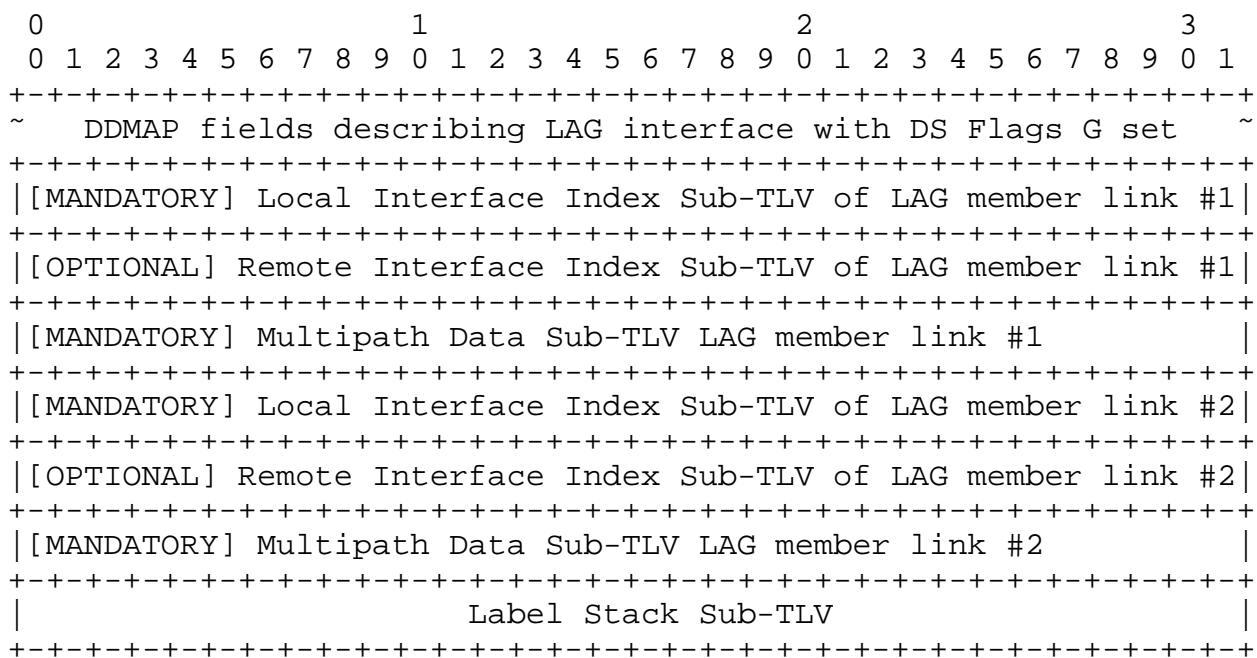 0                   1                   2                   3
 0 1 2 3 4 5 6 7 8 9 0 1 2 3 4 5 6 7 8 9 0 1 2 3 4 5 6 7 8 9 0 1
+-+-+-+-+-+-+-+-+-+-+-+-+-+-+-+-+-+-+-+-+-+-+-+-+-+-+-+-+-+-+-+-+
~   DDMAP fields describing LAG interface with DS Flags G set   ~
+-+-+-+-+-+-+-+-+-+-+-+-+-+-+-+-+-+-+-+-+-+-+-+-+-+-+-+-+-+-+-+-+
|[MANDATORY] Local Interface Index Sub-TLV of LAG member link #1|
+-+-+-+-+-+-+-+-+-+-+-+-+-+-+-+-+-+-+-+-+-+-+-+-+-+-+-+-+-+-+-+-+
|[OPTIONAL] Remote Interface Index Sub-TLV of LAG member link #1|
+-+-+-+-+-+-+-+-+-+-+-+-+-+-+-+-+-+-+-+-+-+-+-+-+-+-+-+-+-+-+-+-+
|[MANDATORY] Multipath Data Sub-TLV LAG member link #1          |
+-+-+-+-+-+-+-+-+-+-+-+-+-+-+-+-+-+-+-+-+-+-+-+-+-+-+-+-+-+-+-+-+
|[MANDATORY] Local Interface Index Sub-TLV of LAG member link #2|
+-+-+-+-+-+-+-+-+-+-+-+-+-+-+-+-+-+-+-+-+-+-+-+-+-+-+-+-+-+-+-+-+
|[OPTIONAL] Remote Interface Index Sub-TLV of LAG member link #2|
+-+-+-+-+-+-+-+-+-+-+-+-+-+-+-+-+-+-+-+-+-+-+-+-+-+-+-+-+-+-+-+-+
|[MANDATORY] Multipath Data Sub-TLV LAG member link #2          |
+-+-+-+-+-+-+-+-+-+-+-+-+-+-+-+-+-+-+-+-+-+-+-+-+-+-+-+-+-+-+-+-+
|                       Label Stack Sub-TLV                     |
+-+-+-+-+-+-+-+-+-+-+-+-+-+-+-+-+-+-+-+-+-+-+-+-+-+-+-+-+-+-+-+-+